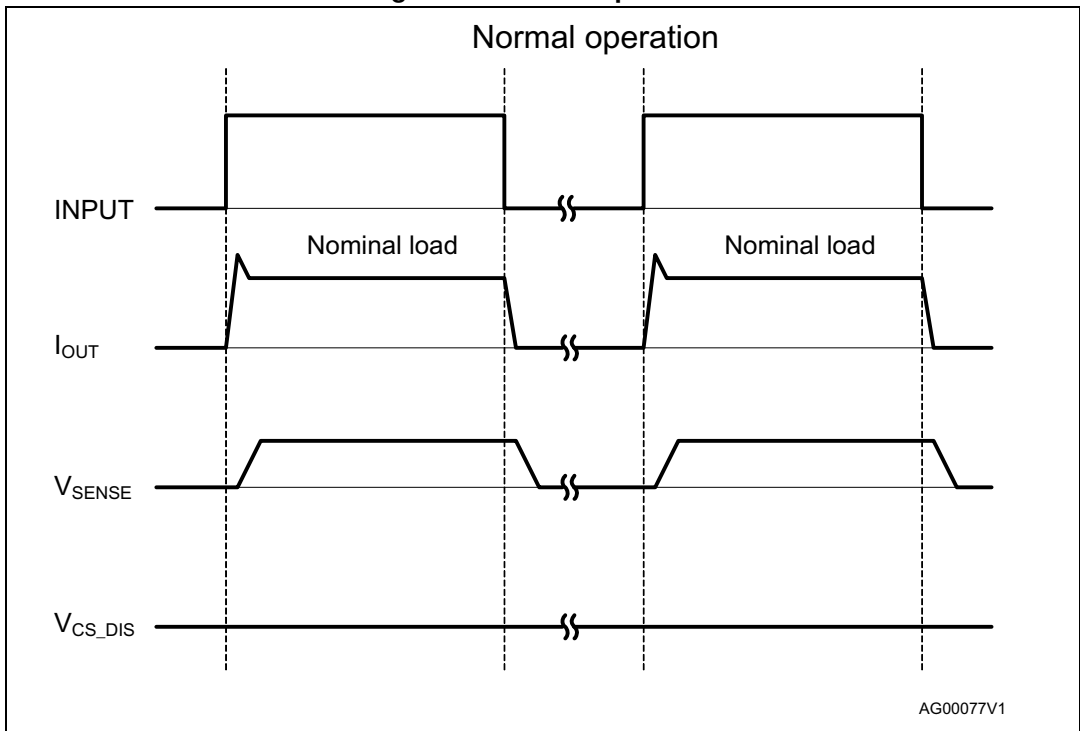 Normal operation
INPUT
Nominal load
Nominal load
IOUT
VSENSE
VCS_DIS
AG00077V1